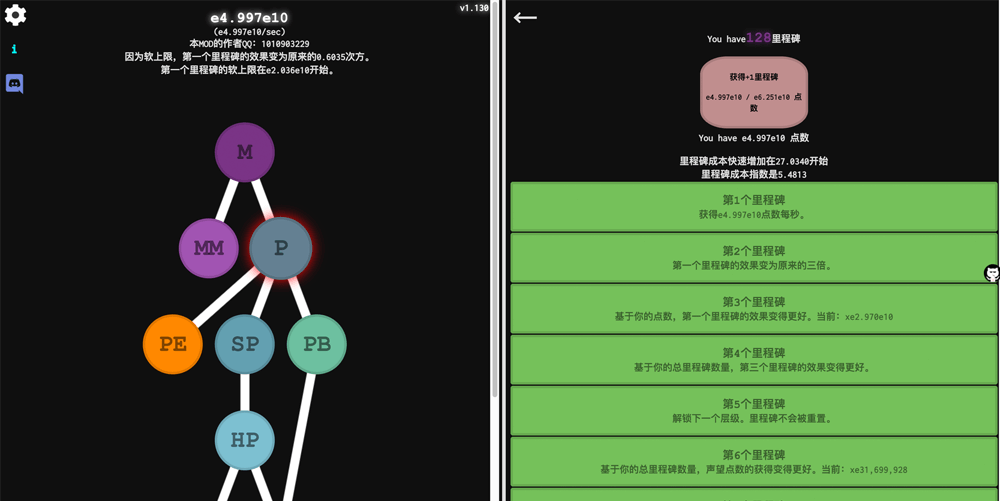 v1.130
e4.997e10
(e4.997e10/sec)
本MOD的作者QQ: 1010903229
因为软上限，第一个里程碑的效果变为原来的0.6035次方。
第一个里程碑的软上限在e2.036e10开始。
i
M
MM
P
PE
SP
PB
HP
You have128里程碑
获得+1里程碑
e4.997e10 / e6.251e10 点
数
You have e4.997e10 点数
里程碑成本快速增加在27.0340开始
里程碑成本指数是5.4813
第1个里程碑
获得e4.997e10点数每秒。
第2个里程碑
第一个里程碑的效果变为原来的三倍。
第3个里程碑
基于你的点数，第一个里程碑的效果变得更好。当前: xe2.970e10
第4个里程碑
基于你的总里程碑数量，第三个里程碑的效果变得更好。
第5个里程碑
解锁下一个层级。里程碑不会被重置。
第6个里程碑
基于你的总里程碑数量，声望点数的获得变得更好。当前: xe31,699,928